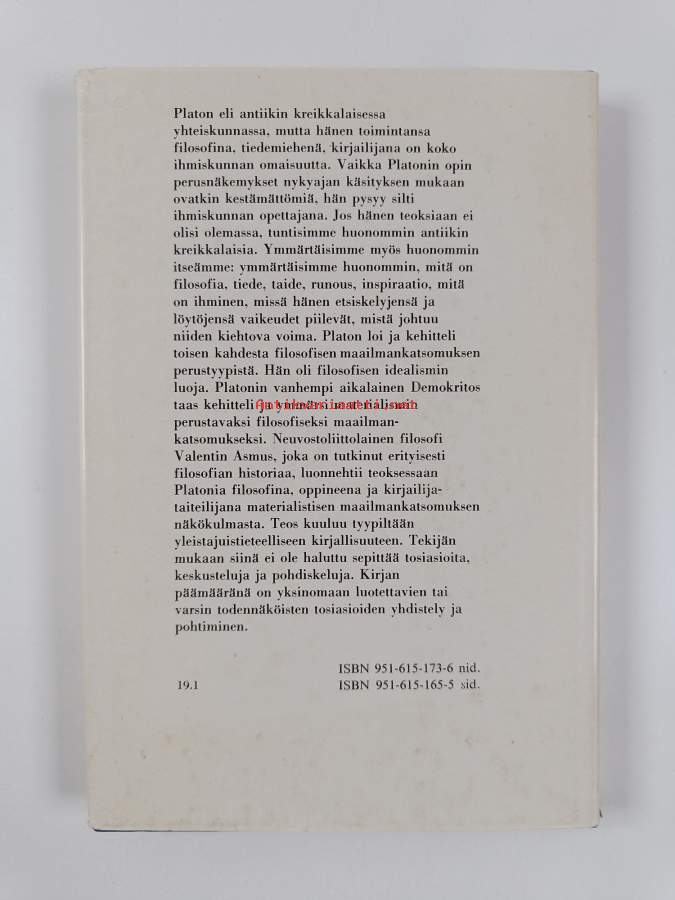 Platon eli antiikin kreikkalaisessa
yhteiskunnassa, mutta hänen toimintansa
filosofina, tiedemiehenä, kirjailijana on koko
ihmiskunnan omaisuutta. Vaikka Platonin opin
perusnäkemykset nykyajan käsityksen mukaan
ovatkin kestämättömiä, hän pysyy silti
ihmiskunnan opettajana. Jos hänen teoksiaan ei
olisi olemassa, tuntisimme huonommin antiikin
kreikkalaisia. Ymmärtäisimme myös huonommin
itseämme: ymmärtäisimme huonommin, mitä on
filosofia, tiede, taide, runous, inspiraatio, mitä
on ihminen, missä hänen etsiskelyjensä ja
löytöjensä vaikeudet piilevät, mistä johtuu
niiden kiehtova voima. Platon loi ja kehitteli
toisen kahdesta filosofisen maailmankatsomuksen
perustyypistä. Hän oli filosofisen idealismin
luoja. Platonin vanhempi aikalainen Demokritos
taas kehitteli ja ymmärsi materialismin
Antikvariaatti.net
perustavaksi filosofiseksi maailman-
katsomukseksi. Neuvostoliittolainen filosofi
Valentin Asmus, joka on tutkinut erityisesti
filosofian historiaa, luonnehtii teoksessaan
Platonia filosofina, oppineena ja kirjailija-
taiteilijana materialistisen maailmankatsomuksen
näkökulmasta. Teos kuuluu tyypiltään
yleistajuistieteelliseen kirjallisuuteen. Tekijän
mukaan siinä ei ole haluttu sepittää tosiasioita,
keskusteluja ja pohdiskeluja. Kirjan
päämääränä on yksinomaan luotettavien tai
varsin todennäköisten tosiasioiden yhdistely ja
pohtiminen.
ISBN 951-615-173-6 nid.
19.1 ISBN 951-615-165-5 sid.